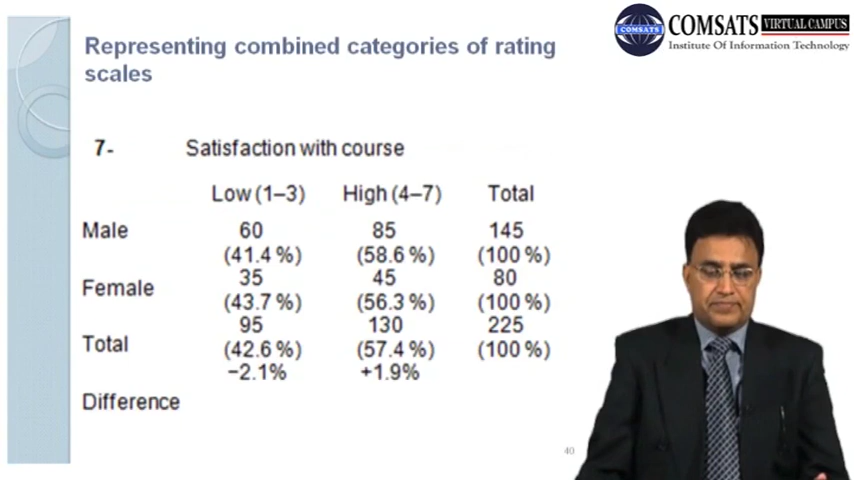 Representing combined categories of rating
scales
COMSATS
COMSATS VIRTUAL CAMPUS
Institute Of Information Technology
7- Satisfaction with course
Low (1–3) High (4–7) Total
Male 60 85 145
(41.4 %) (58.6 %) (100 %)
Female 35 45 80
(43.7 %) (56.3 %) (100 %)
Total 95 130 225
(42.6 %) (57.4 %) (100 %)
−2.1% +1.9%
Difference
40